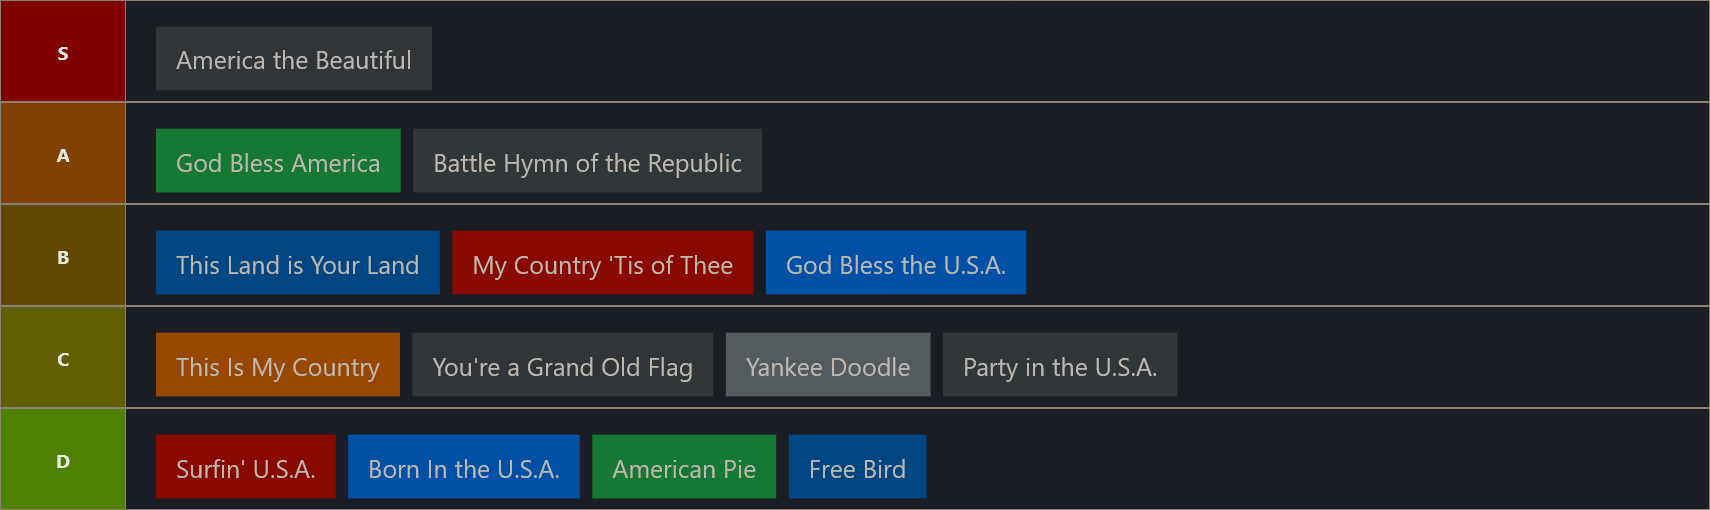 S
America the Beautiful
A
God Bless America
Battle Hymn of the Republic
B
This Land is Your Land
My Country 'Tis of Thee
God Bless the U.S.A.
C
This Is My Country
You're a Grand Old Flag
Yankee Doodle
Party in the U.S.A.
D
Surfin' U.S.A.
Born In the U.S.A.
American Pie
Free Bird